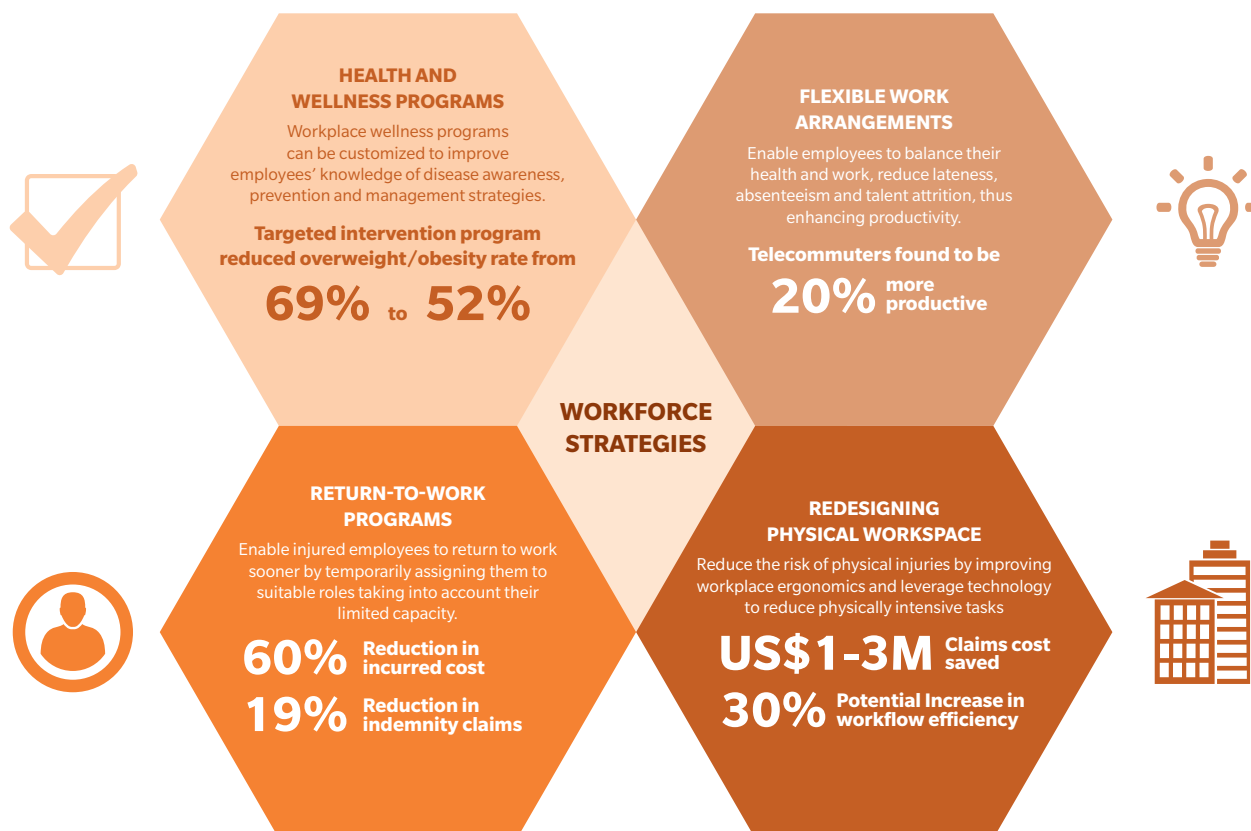 HEALTH AND
WELLNESS PROGRAMS
Workplace wellness programs
can be customized to improve
employees’ knowledge of disease awareness,
prevention and management strategies.
Targeted intervention program
reduced overweight/obesity rate from
69% to 52%
FLEXIBLE WORK
ARRANGEMENTS
Enable employees to balance their
health and work, reduce lateness,
absenteeism and talent attrition, thus
enhancing productivity.
Telecommuters found to be
20% more
productive
WORKFORCE
STRATEGIES
RETURN-TO-WORK
PROGRAMS
Enable injured employees to return to work
sooner by temporarily assigning them to
suitable roles taking into account their
limited capacity.
60% Reduction in
incurred cost
19% Reduction in
indemnity claims
REDESIGNING
PHYSICAL WORKSPACE
Reduce the risk of physical injuries by improving
workplace ergonomics and leverage technology
to reduce physically intensive tasks
US$1-3M Claims cost
saved
30% Potential Increase in
workflow efficiency